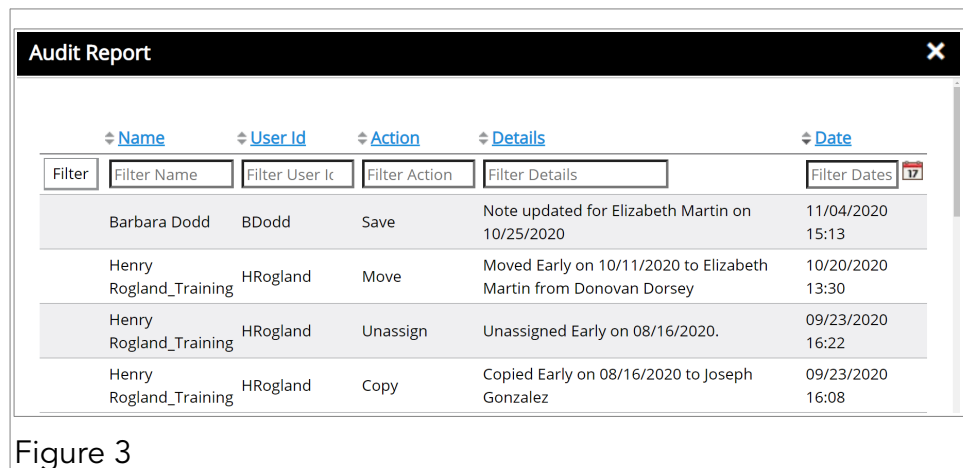 Audit Report
Name User Id Action Details Date
Filter Filter Name Filter User Ic Filter Action Filter Details Filter Dates 17
Barbara Dodd BDodd Save Note updated for Elizabeth Martin on 10/25/2020 11/04/2020 15:13
Henry Rogland_Training HRogland Move Moved Early on 10/11/2020 to Elizabeth Martin from Donovan Dorsey 10/20/2020 13:30
Henry Rogland_Training HRogland Unassign Unassigned Early on 08/16/2020. 09/23/2020 16:22
Henry Rogland_Training HRogland Copy Copied Early on 08/16/2020 to Joseph Gonzalez 09/23/2020 16:08
Figure 3